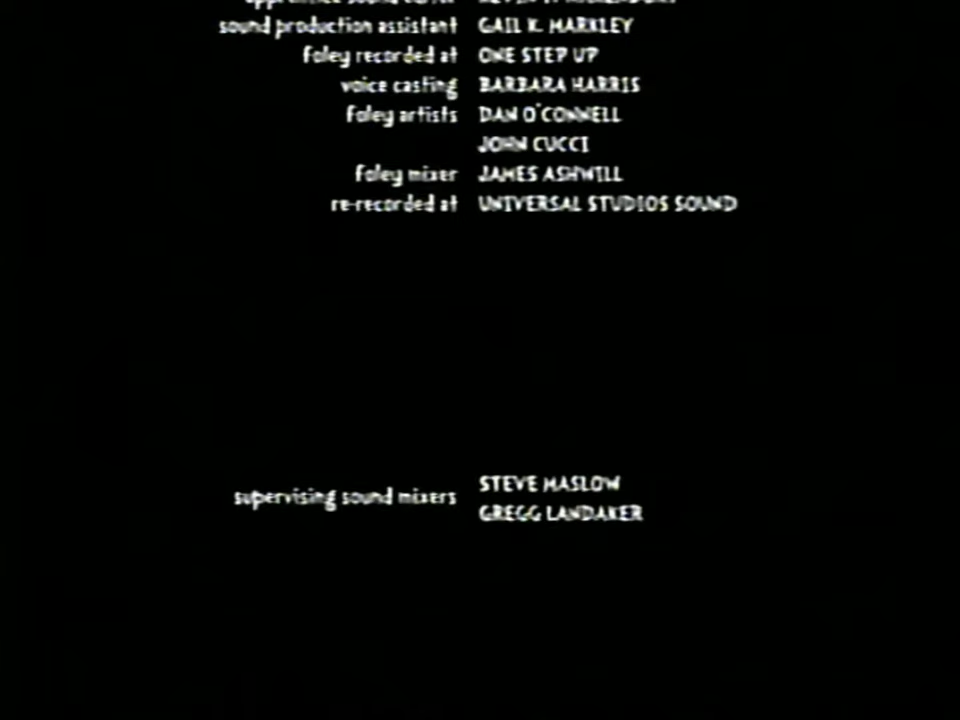 sound production assistant GAIL K. MARKLEY
foley recorded at ONE STEP UP
voice casting BARBARA HARRIS
foley artists DAN O'CONNELL
JOHN CUCCI
foley mixer JAMES ASHWILL
re-recorded at UNIVERSAL STUDIOS SOUND
supervising sound mixers STEVE MASLOW
GREGG LANDAKER